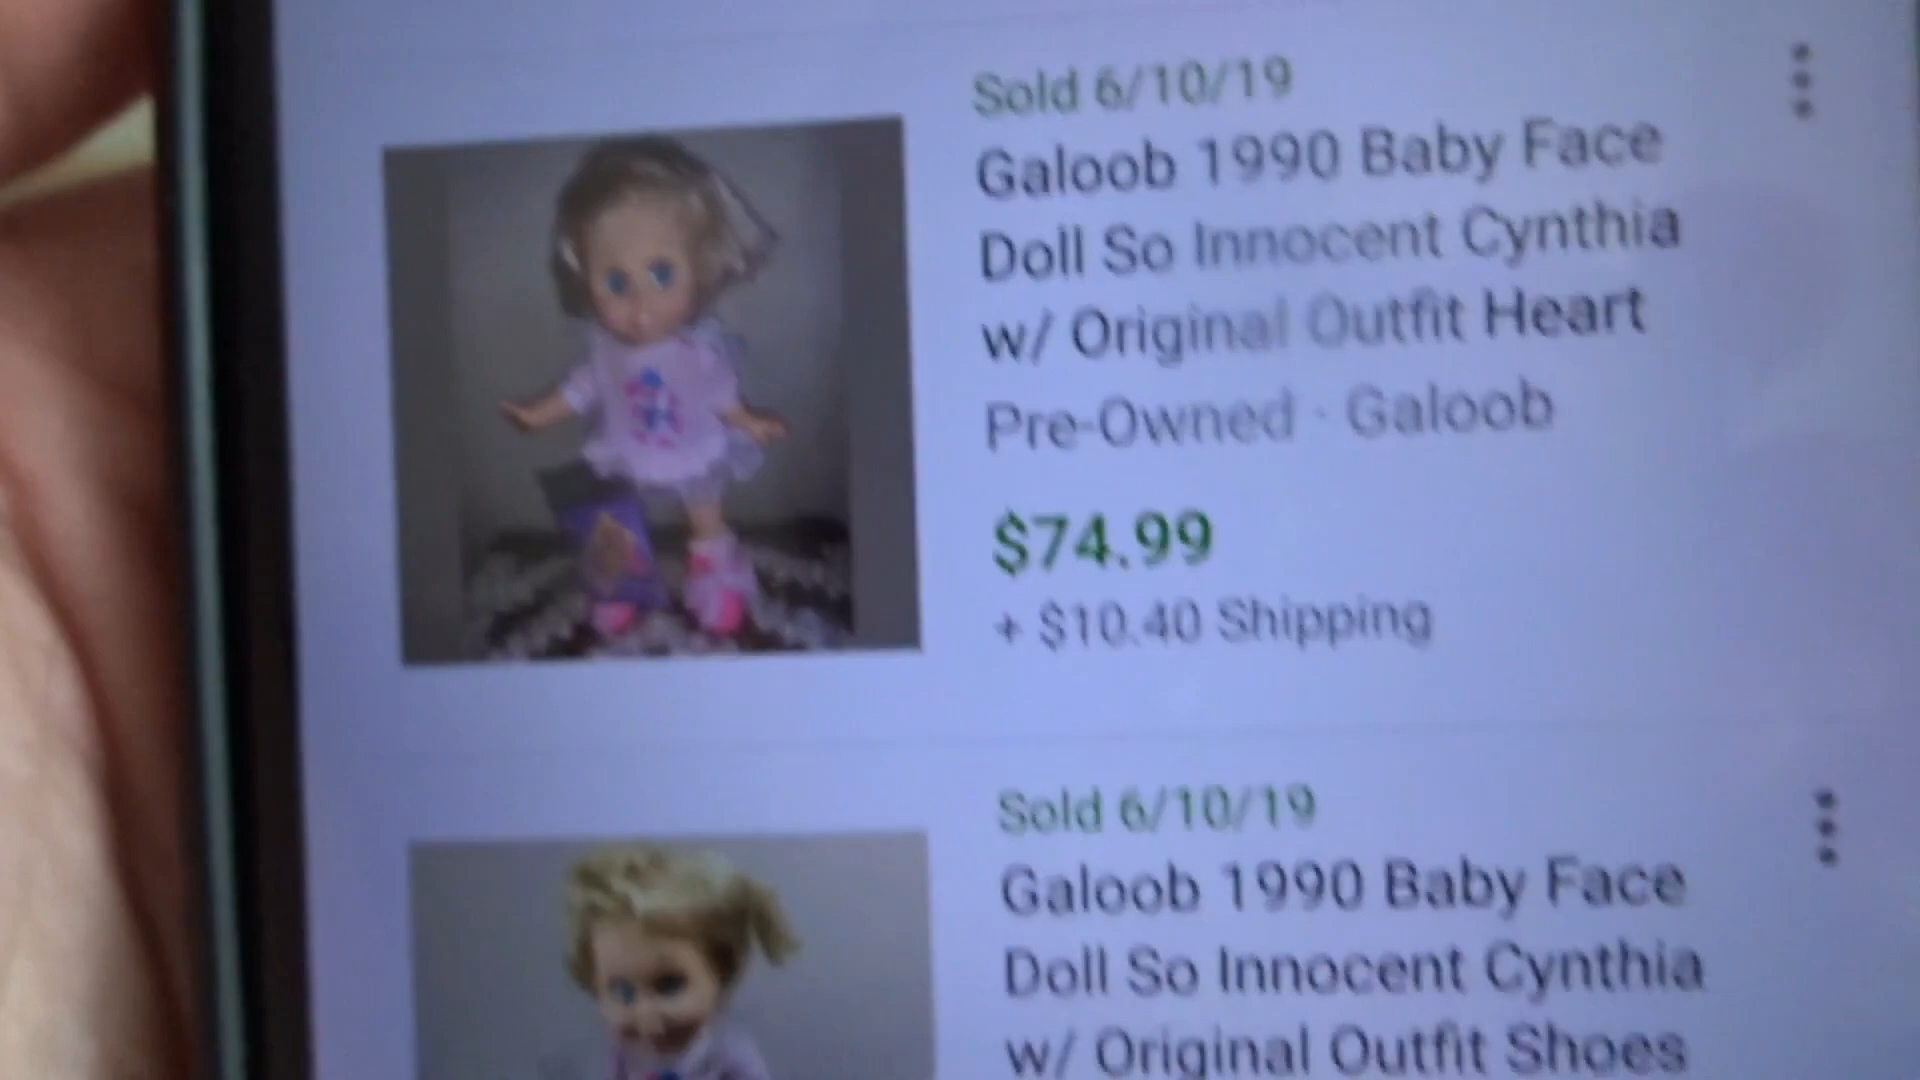 Sold 6/10/19
Galoob 1990 Baby Face
Doll So Innocent Cynthia
w/ Original Outfit Heart
Pre-Owned · Galoob
$74.99
+ $10.40 Shipping
Sold 6/10/19
Galoob 1990 Baby Face
Doll So Innocent Cynthia
w/ Original Outfit Shoes